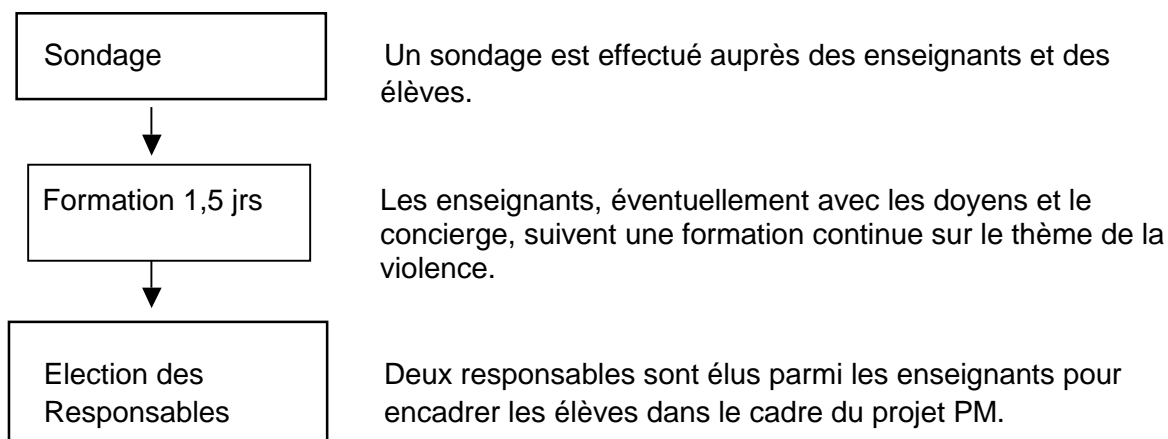 Sondage
Un sondage est effectué auprès des enseignants et des
élèves.
Formation 1,5 jrs
Les enseignants, éventuellement avec les doyens et le
concierge, suivent une formation continue sur le thème de la
violence.
Election des
Responsables
Deux responsables sont élus parmi les enseignants pour
encadrer les élèves dans le cadre du projet PM.